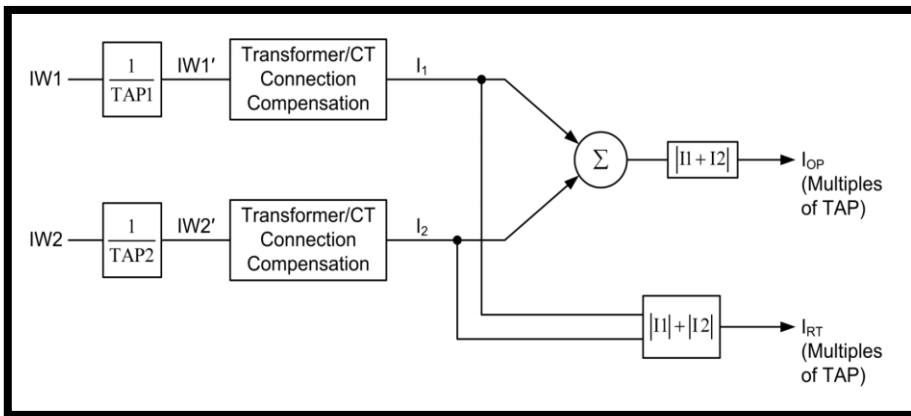 IW1
1
TAP1
IW1′
Transformer/CT
Connection
Compensation
I1
Σ
|I1 + I2|
IOP
(Multiples
of TAP)
IW2
1
TAP2
IW2′
Transformer/CT
Connection
Compensation
I2
|I1| + |I2|
IRT
(Multiples
of TAP)